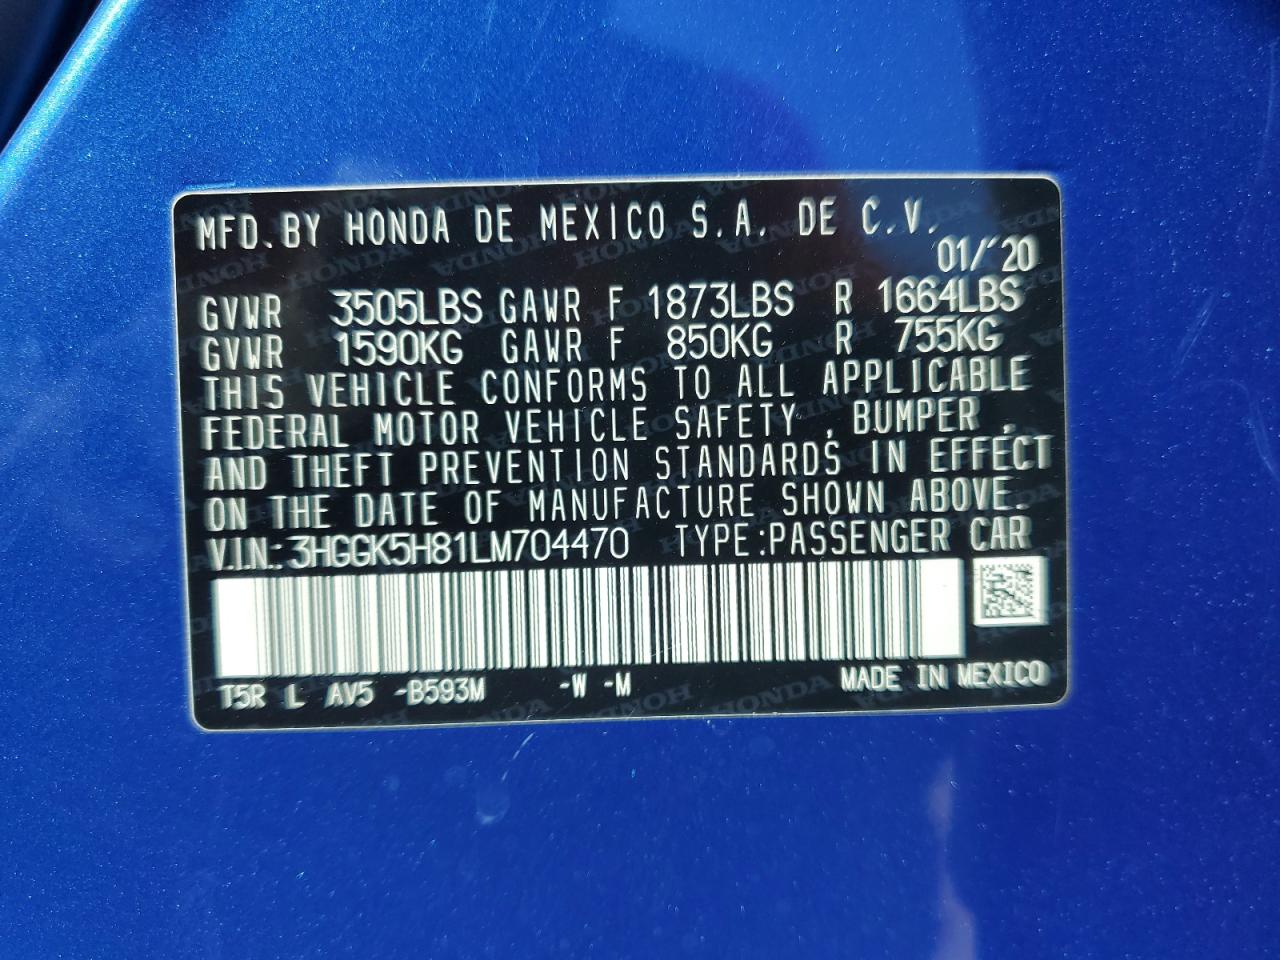 MFD. BY HONDA DE MEXICO S.A. DE C.V.
01/'20
GVWR 3505LBS GAWR F 1873LBS R 1664LBS
GVWR 1590KG GAWR F 850KG R 755KG
THIS VEHICLE CONFORMS TO ALL APPLICABLE
FEDERAL MOTOR VEHICLE SAFETY , BUMPER ,
AND THEFT PREVENTION STANDARDS IN EFFECT
ON THE DATE OF MANUFACTURE SHOWN ABOVE.
V.I.N.: 3HGGK5H81LM704470 TYPE:PASSENGER CAR
T5R L AV5 -B593M -W -M MADE IN MEXICO